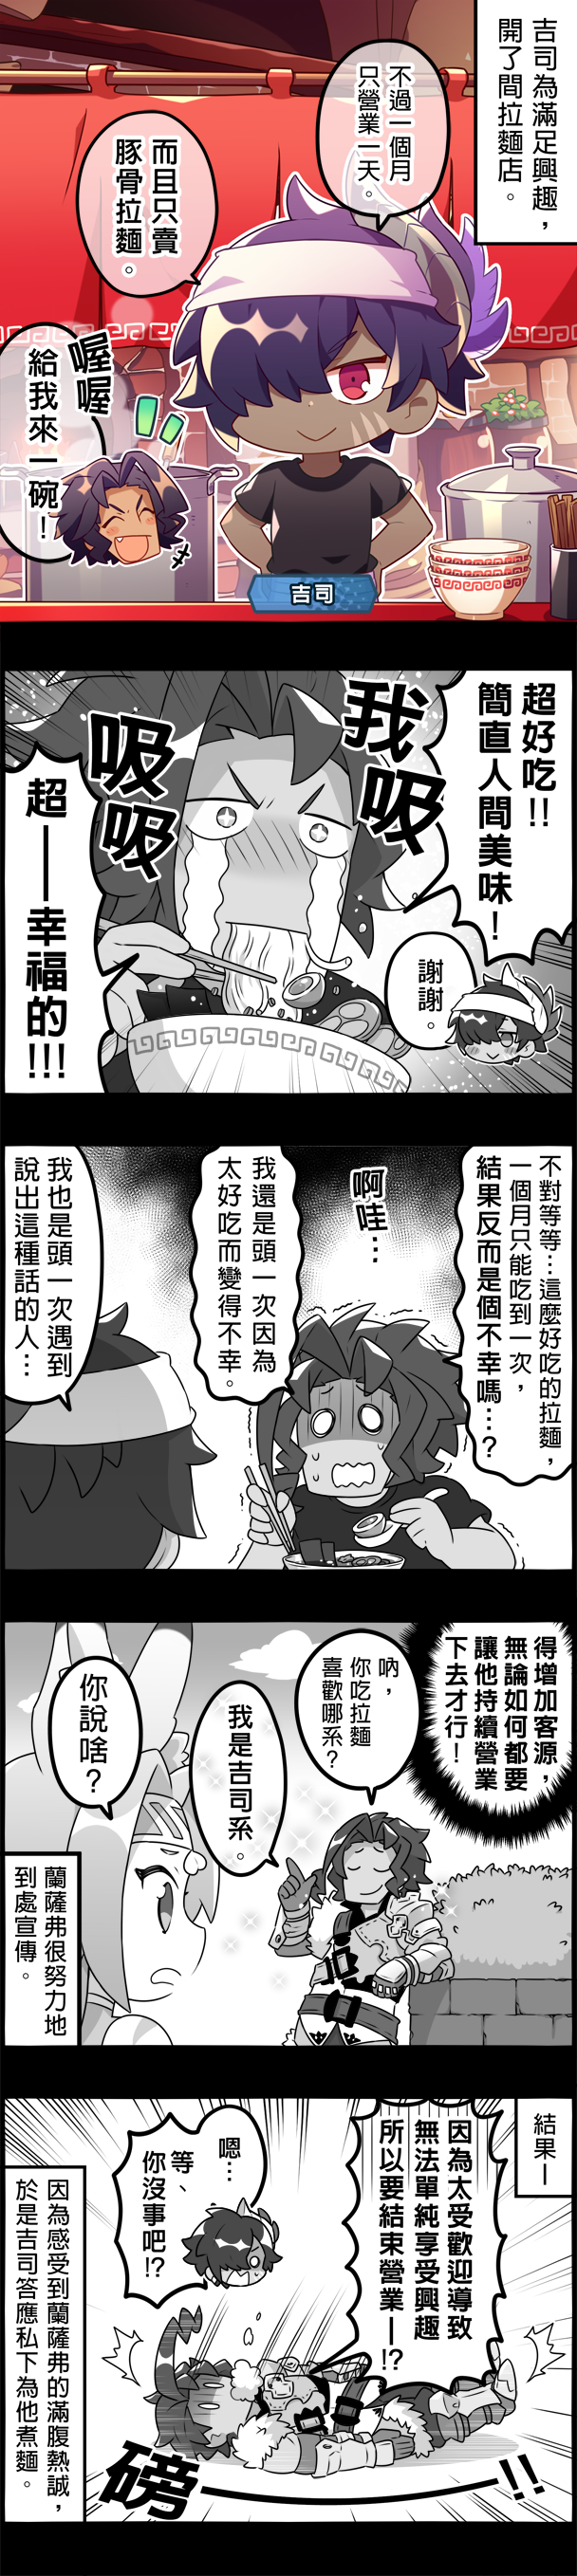 吉司為滿足興趣，
開了間拉麵店。
不過一個月
只營業一天。
而且只賣
豚骨拉麵。
喔喔
給我來一碗！
吉司
超好吃!!
簡直人間美味！
我吸
吸吸
謝謝。
超——幸福的!!!
不對等等…這麼好吃的拉麵，
一個月只能吃到一次，
結果反而是個不幸嗎…？
啊哇…
我還是頭一次因為
太好吃而變得不幸。
我也是頭一次遇到
說出這種話的人…
得增加客源，
無論如何都要
讓他持續營業
下去才行！
吶，
你吃拉麵
喜歡哪系？
我是吉司系。
你說啥？
蘭薩弗很努力地
到處宣傳。
結果—
因為太受歡迎導致
無法單純享受興趣
所以要結束營業—!?
嗯…
等、
你沒事吧!?
磅——!!
因為感受到蘭薩弗的滿腹熱誠，
於是吉司答應私下為他煮麵。